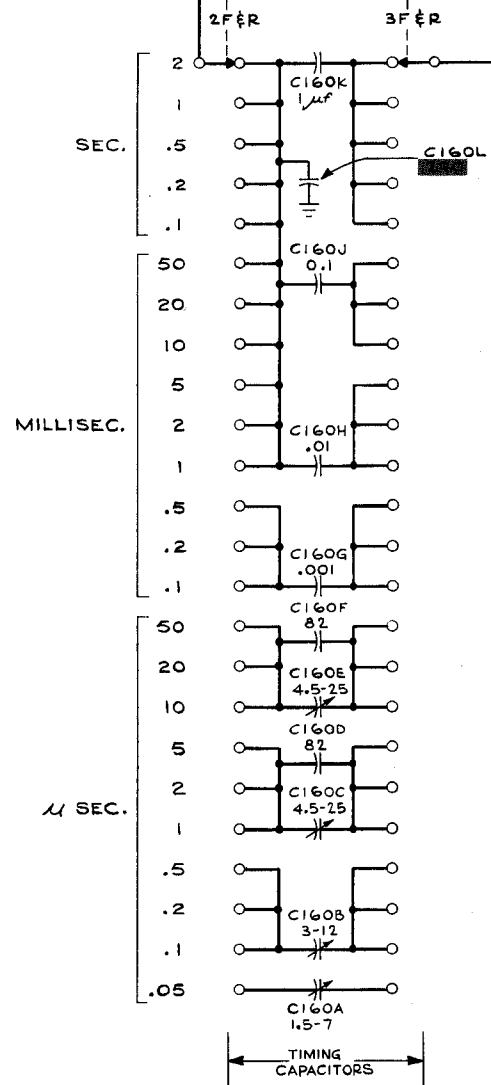 2F&R
3F&R
2
C160K
1μf
1
SEC.
.5
C160L
.2
.1
50
C160J
0.1
20
10
5
MILLISEC.
2
C160H
.01
1
.5
.2
C160G
.001
.1
C160F
82
50
20
C160E
4.5-25
10
C160D
82
5
2
C160C
4.5-25
μ SEC.
1
.5
.2
C160B
3-12
.1
.05
C160A
1.5-7
TIMING
CAPACITORS